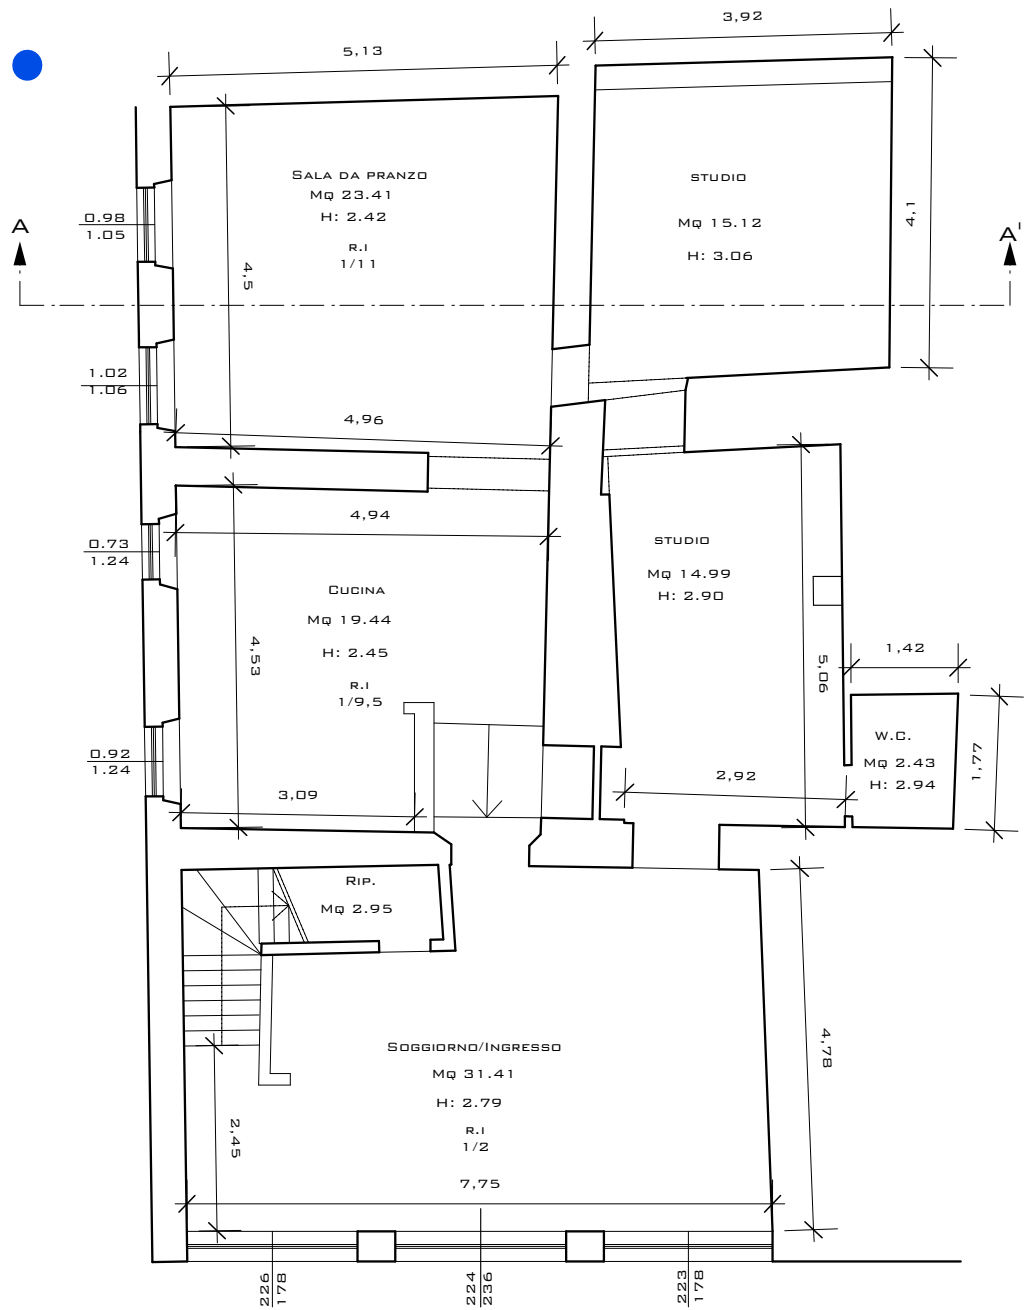 3,92
5,13
SALA DA PRANZO
MQ 23.41
H: 2.42
R.I
1/11
STUDIO
MQ 15.12
H: 3.06
4,1
A
A'
0.98
1.05
4,5
1.02
1.06
4,96
4,94
0.73
1.24
STUDIO
MQ 14.99
H: 2.90
CUCINA
MQ 19.44
H: 2.45
R.I
1/9,5
4,53
5,06
1,42
W.C.
MQ 2.43
H: 2.94
1,77
0.92
1.24
2,92
3,09
RIP.
MQ 2.95
4,78
SOGGIORNO/INGRESSO
MQ 31.41
H: 2.79
R.I
1/2
2,45
7,75
226
178
224
236
223
178